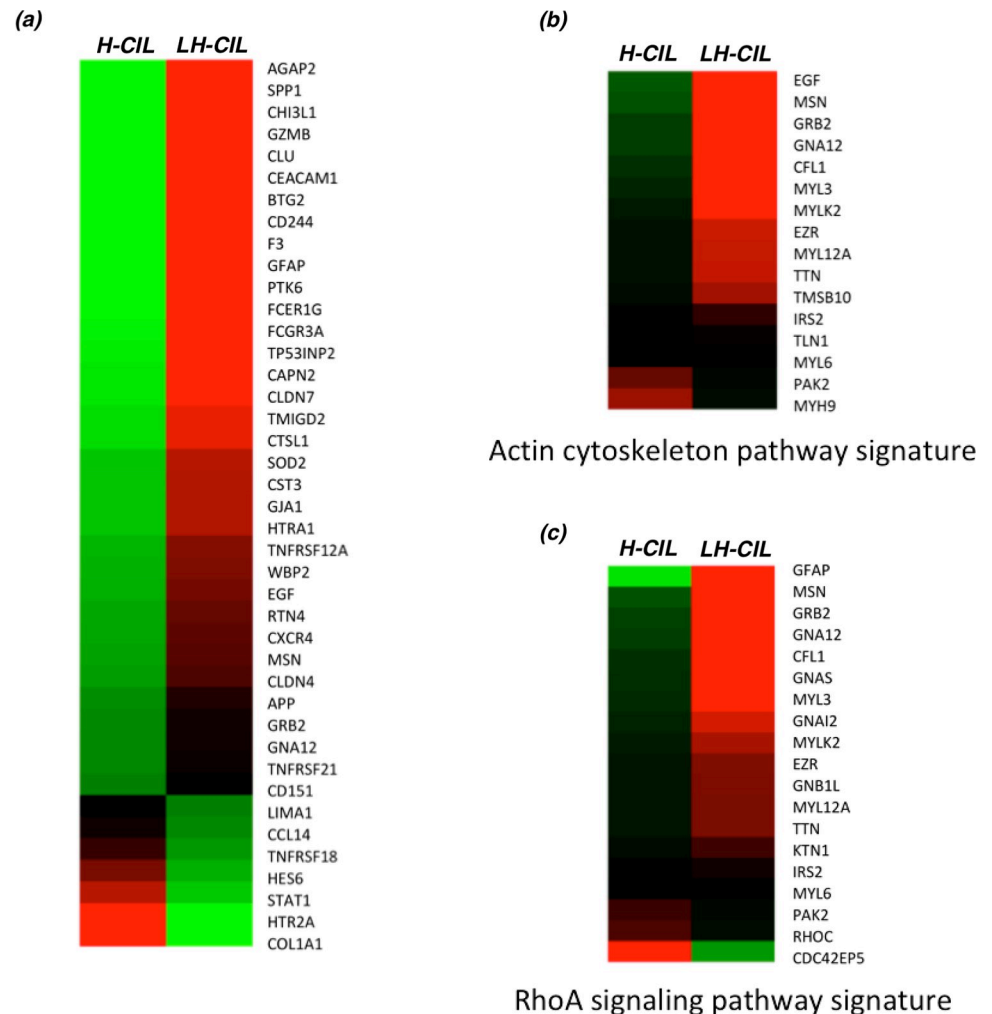 (a)
H-CIL LH-CIL
AGAP2
SPP1
CHI3L1
GZMB
CLU
CEACAM1
BTG2
CD244
F3
GFAP
PTK6
FCER1G
FCGR3A
TP53INP2
CAPN2
CLDN7
TMIGD2
CTSL1
SOD2
CST3
GJA1
HTRA1
TNFRSF12A
WBP2
EGF
RTN4
CXCR4
MSN
CLDN4
APP
GRB2
GNA12
TNFRSF21
CD151
LIMA1
CCL14
TNFRSF18
HES6
STAT1
HTR2A
COL1A1
(b)
H-CIL LH-CIL
EGF
MSN
GRB2
GNA12
CFL1
MYL3
MYLK2
EZR
MYL12A
TTN
TMSB10
IRS2
TLN1
MYL6
PAK2
MYH9
Actin cytoskeleton pathway signature
(c)
H-CIL LH-CIL
GFAP
MSN
GRB2
GNA12
CFL1
GNAS
MYL3
GNAI2
MYLK2
EZR
GNB1L
MYL12A
TTN
KTN1
IRS2
MYL6
PAK2
RHOC
CDC42EP5
RhoA signaling pathway signature